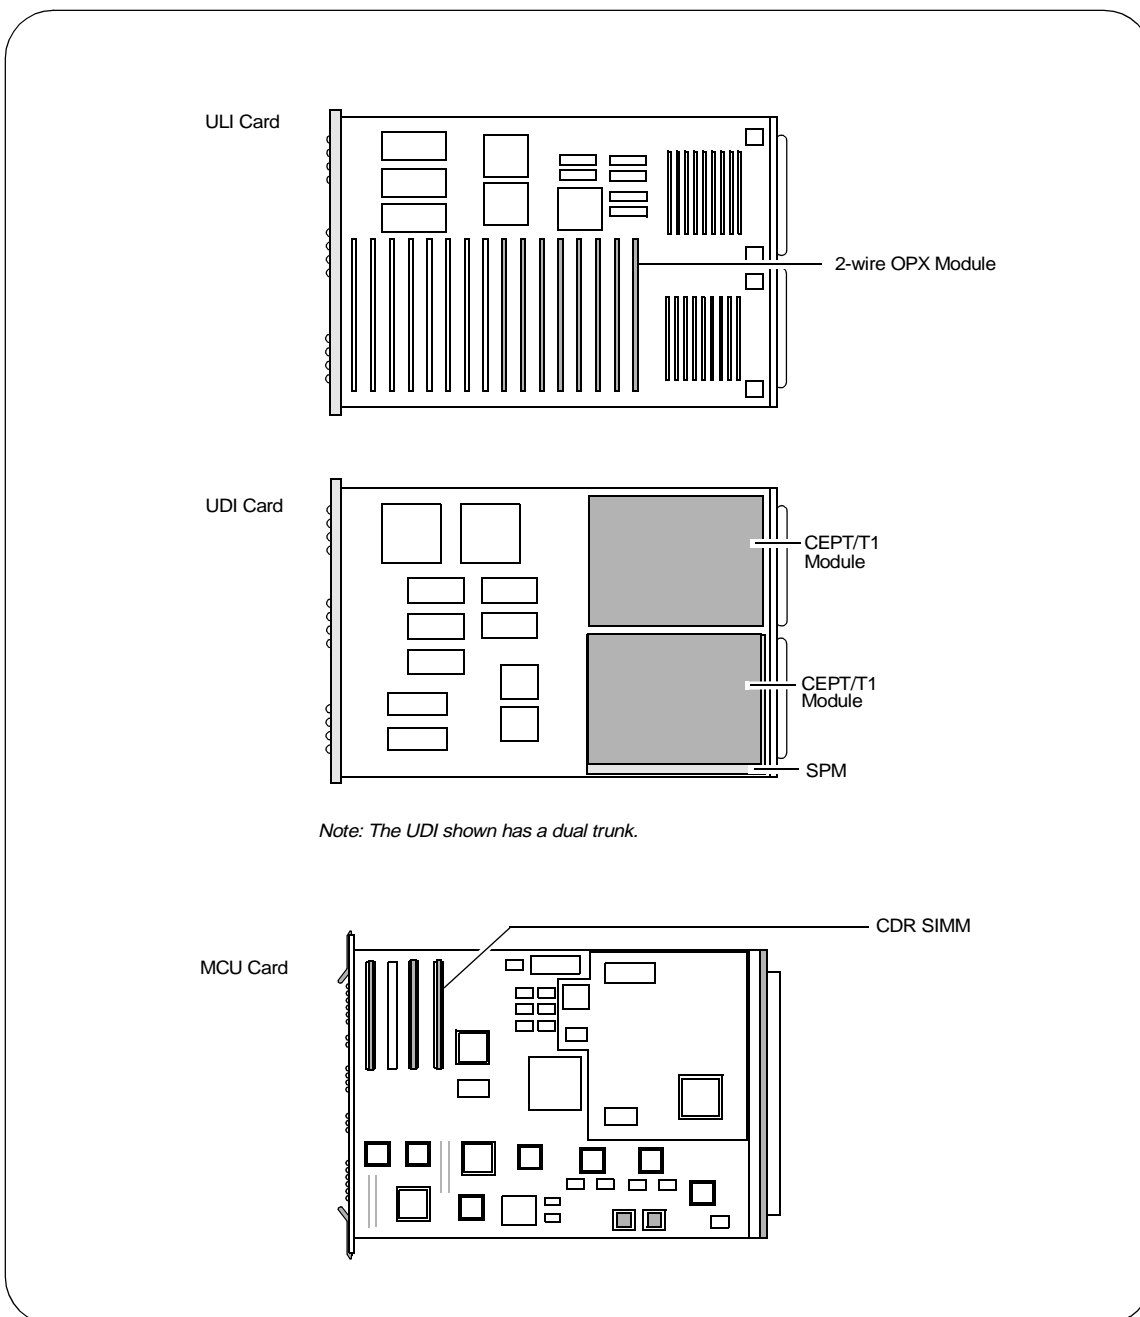 ULI Card
2-wire OPX Module
UDI Card
CEPT/T1
Module
CEPT/T1
Module
SPM
Note: The UDI shown has a dual trunk.
CDR SIMM
MCU Card